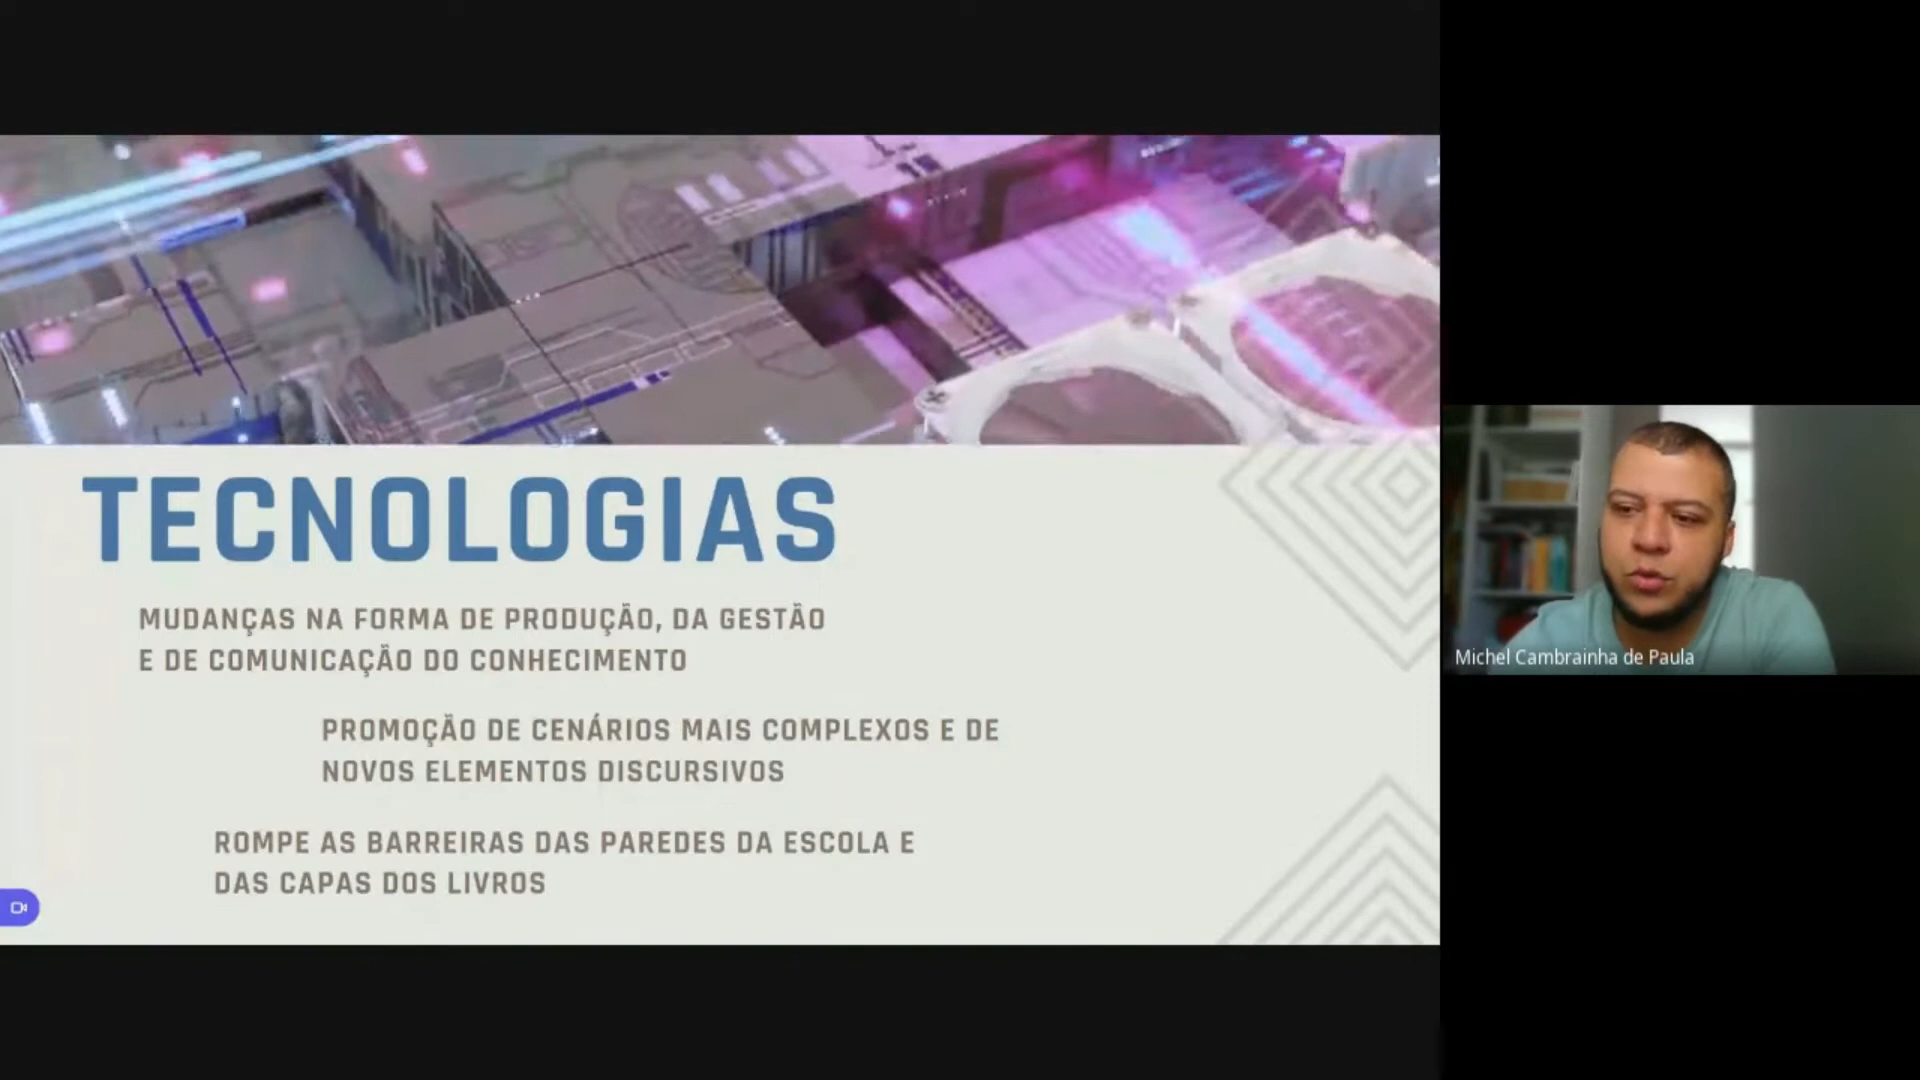 TECNOLOGIAS
MUDANÇAS NA FORMA DE PRODUÇÃO, DA GESTÃO
E DE COMUNICAÇÃO DO CONHECIMENTO
PROMOÇÃO DE CENÁRIOS MAIS COMPLEXOS E DE
NOVOS ELEMENTOS DISCURSIVOS
ROMPE AS BARREIRAS DAS PAREDES DA ESCOLA E
DAS CAPAS DOS LIVROS
Michel Cambrainha de Paula